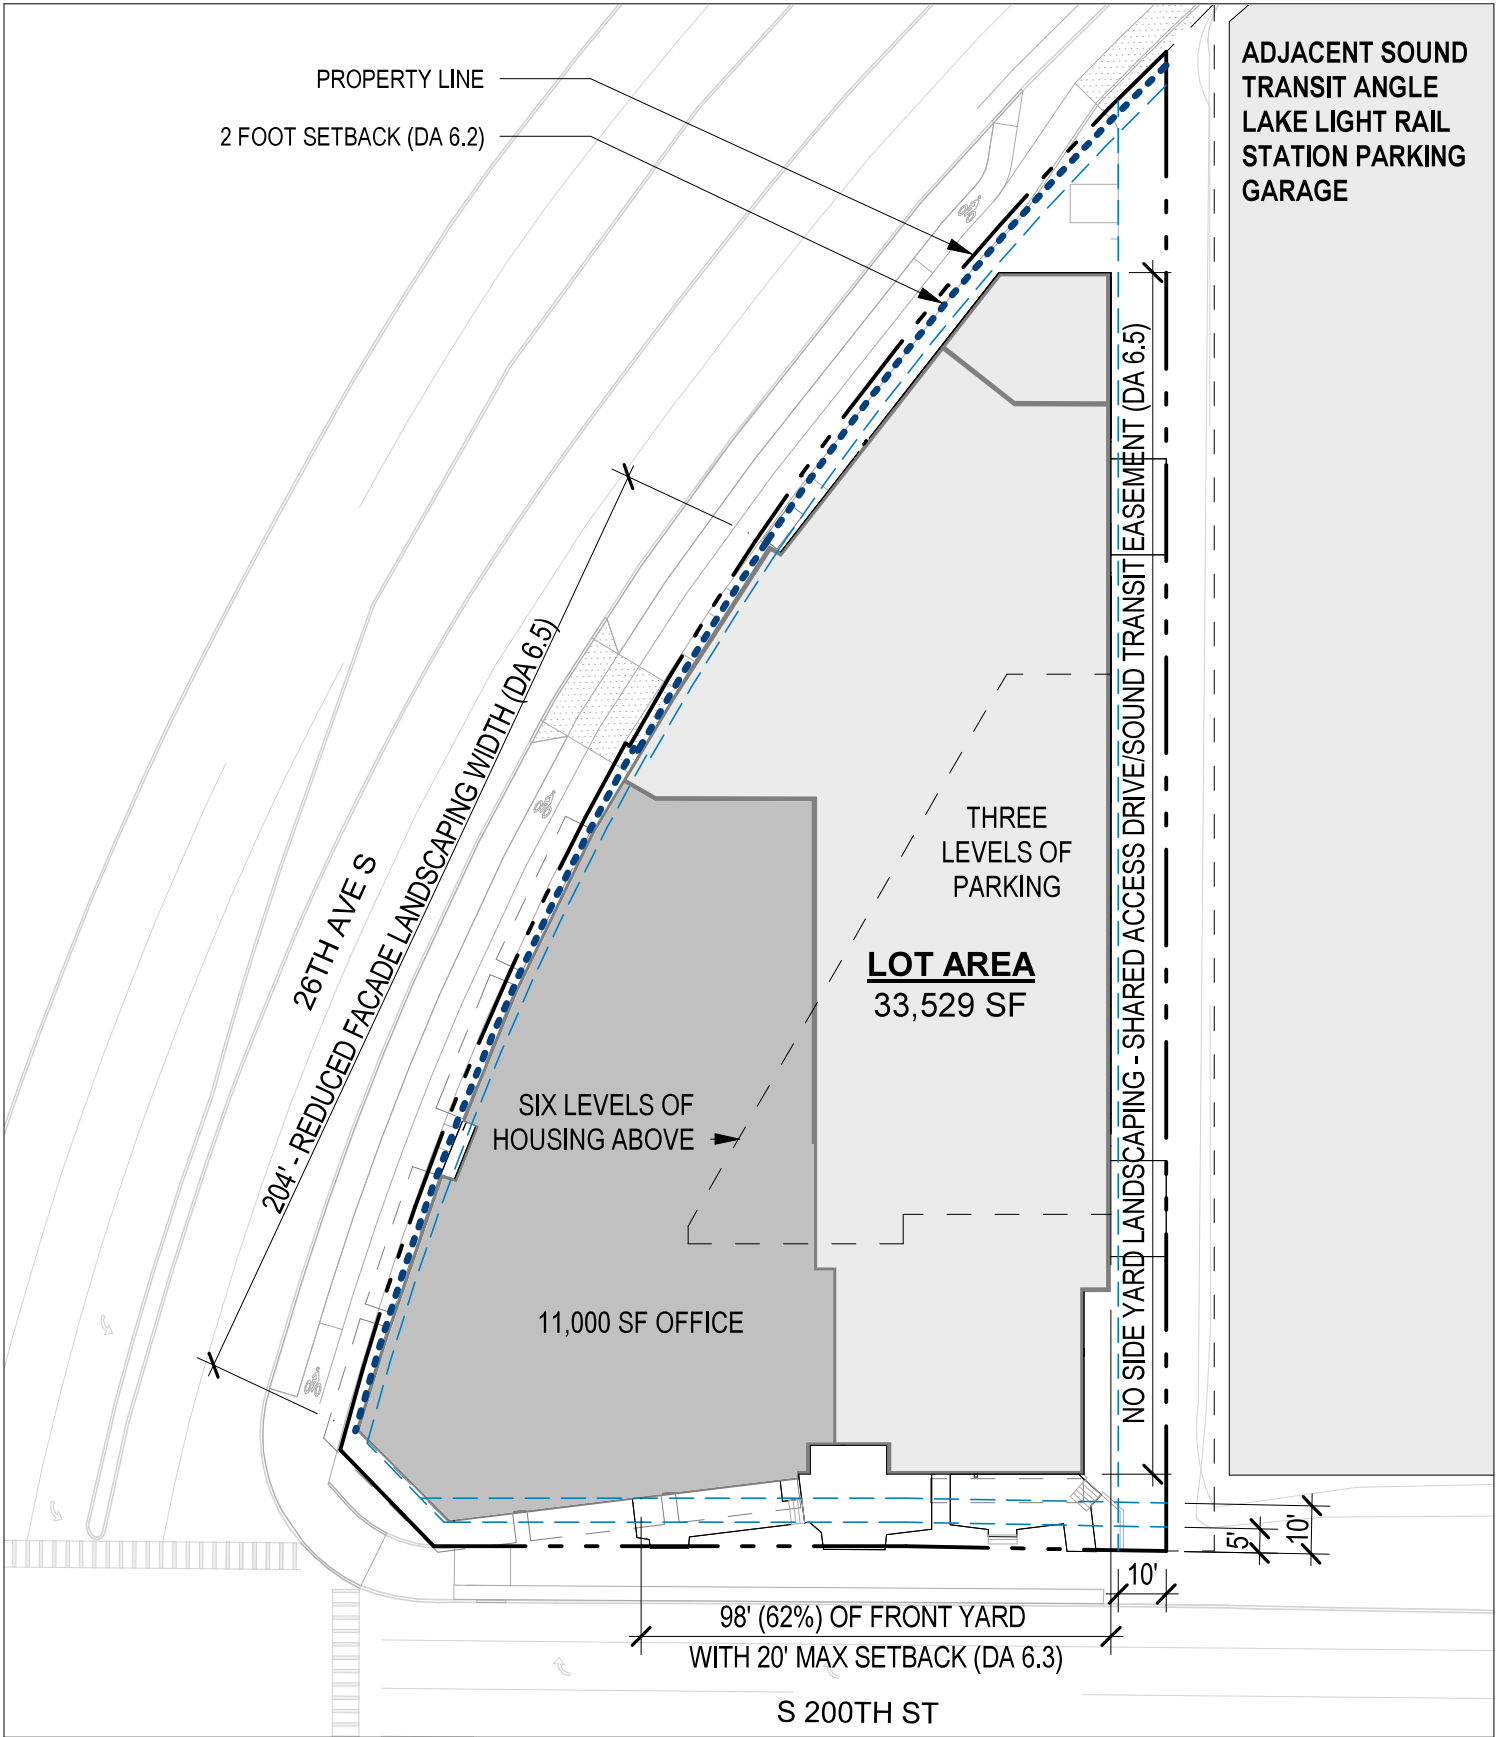 ADJACENT SOUND
TRANSIT ANGLE
LAKE LIGHT RAIL
STATION PARKING
GARAGE
PROPERTY LINE
2 FOOT SETBACK (DA 6.2)
NO SIDE YARD LANDSCAPING - SHARED ACCESS DRIVE/SOUND TRANSIT EASEMENT (DA 6.5)
204' - REDUCED FACADE LANDSCAPING WIDTH (DA 6.5)
26TH AVE S
THREE
LEVELS OF
PARKING
LOT AREA
33,529 SF
SIX LEVELS OF
HOUSING ABOVE
11,000 SF OFFICE
5'
10'
10'
98' (62%) OF FRONT YARD
WITH 20' MAX SETBACK (DA 6.3)
S 200TH ST